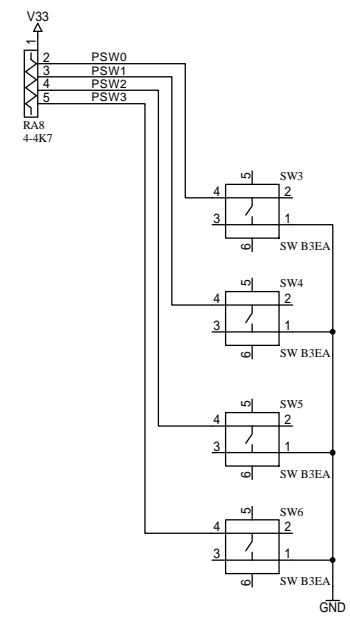 V33
1
2 PSW0
3 PSW1
4 PSW2
5 PSW3
RA8
4-4K7
5 SW3
4 2
3 1
6 SW B3EA
5 SW4
4 2
3 1
6 SW B3EA
5 SW5
4 2
3 1
6 SW B3EA
5 SW6
4 2
3 1
6 SW B3EA
GND